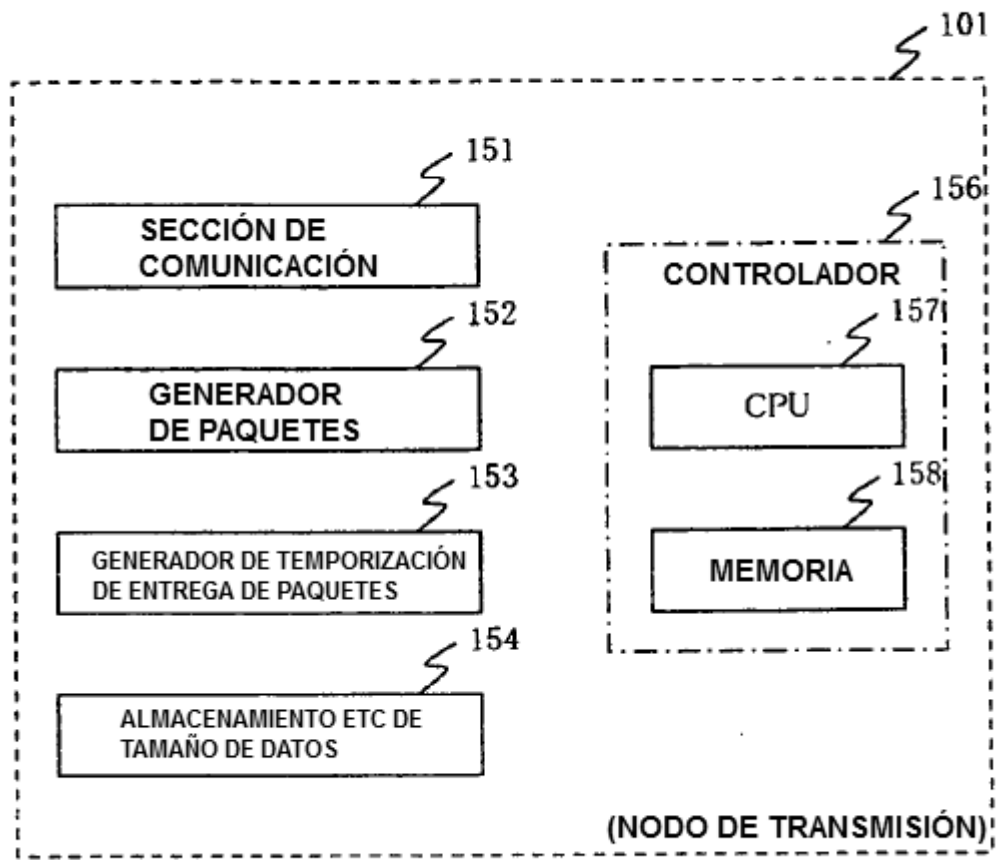 101
151
SECCIÓN DE
COMUNICACIÓN
152
GENERADOR
DE PAQUETES
153
GENERADOR DE TEMPORIZACIÓN
DE ENTREGA DE PAQUETES
154
ALMACENAMIENTO ETC DE
TAMAÑO DE DATOS
156
CONTROLADOR
157
CPU
158
MEMORIA
(NODO DE TRANSMISIÓN)